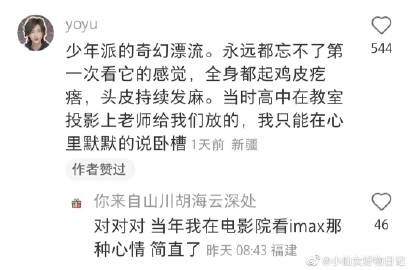 yoyu
少年派的奇幻漂流。永远都忘不了第
一次看它的感觉，全身都起鸡皮疙
瘩，头皮持续发麻。当时高中在教室
投影上老师给我们放的，我只能在心
里默默的说卧槽 1天前 新疆
544
作者赞过
你来自山川胡海云深处
对对对 当年我在电影院看imax那
种心情 简直了 昨天 08:43 福建
46
@小仙女好物日记